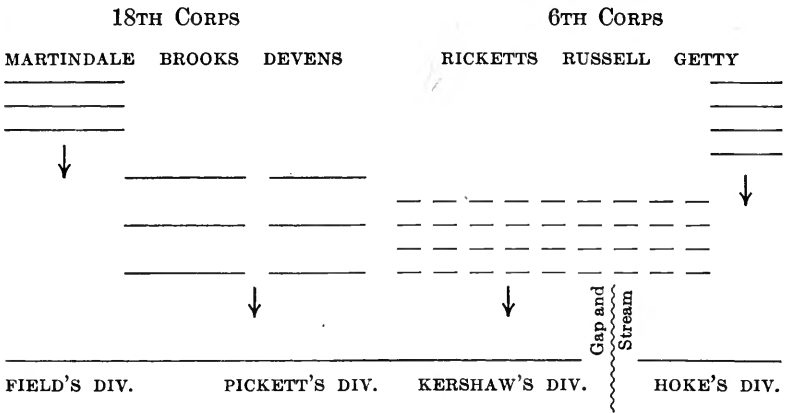 18TH CORPS 6TH CORPS
MARTINDALE BROOKS DEVENS RICKETTS RUSSELL GETTY
Gap and
Stream
FIELD'S DIV. PICKETT'S DIV. KERSHAW'S DIV. HOKE'S DIV.